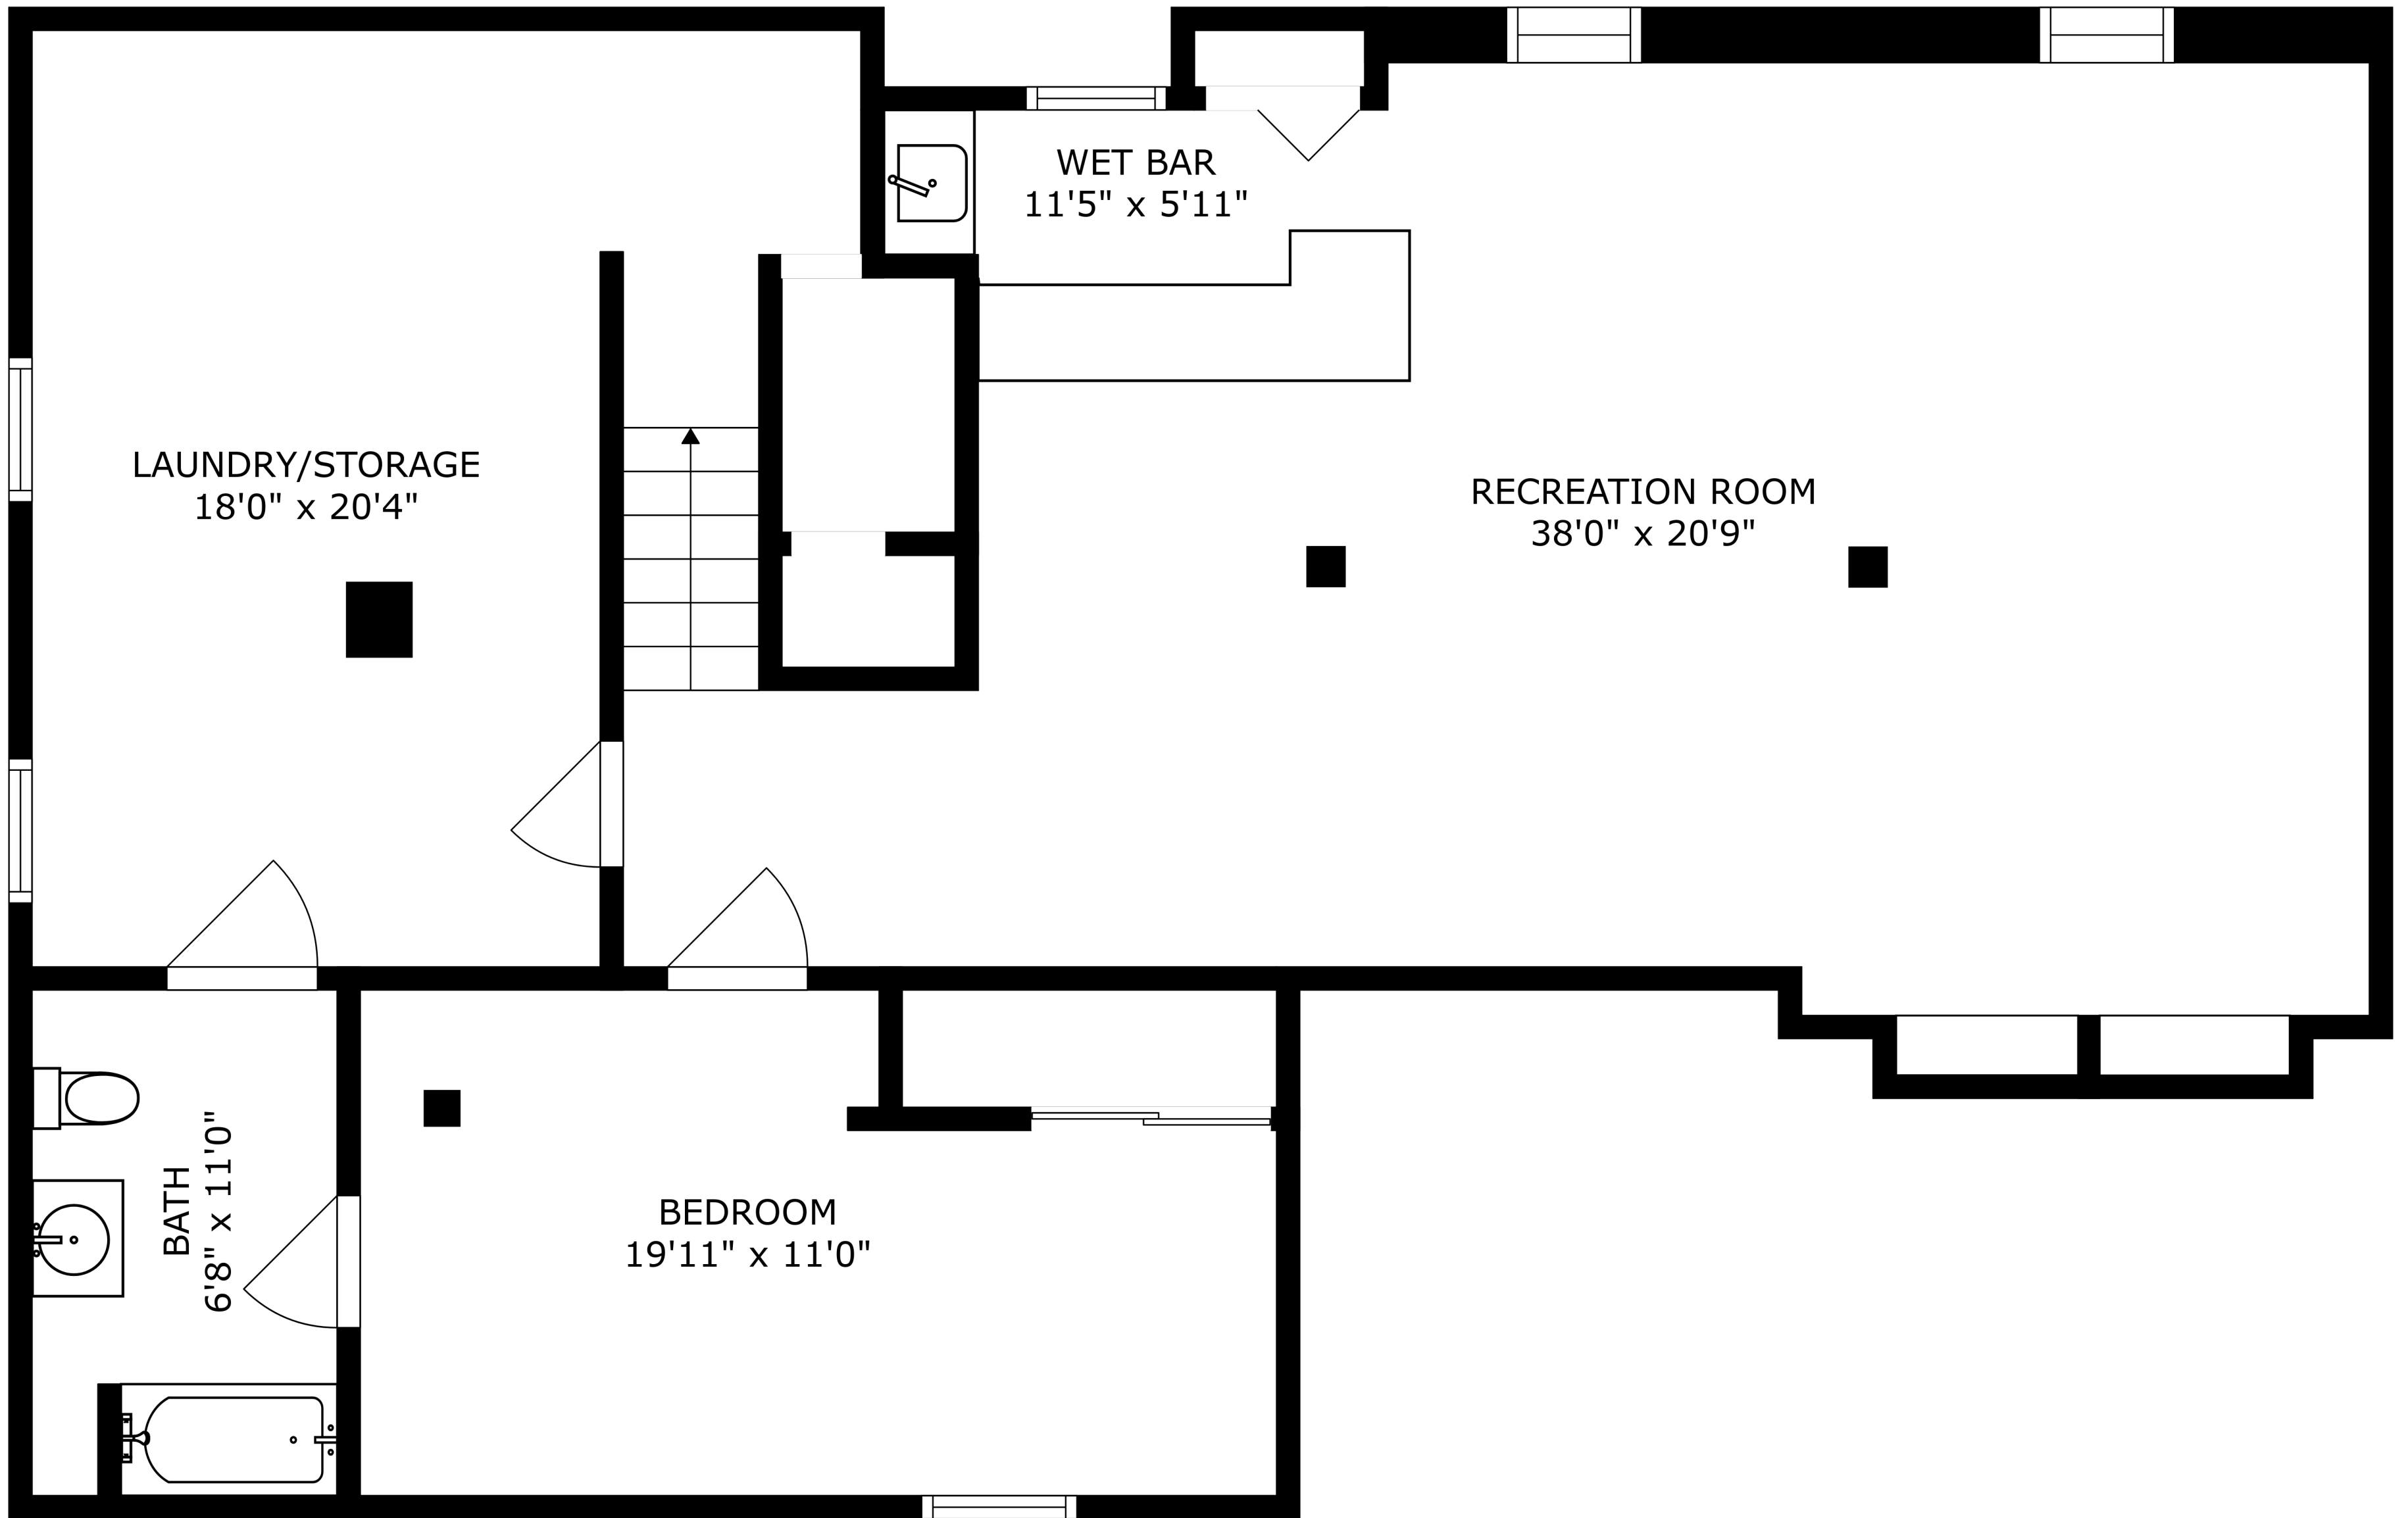 WET BAR
11'5" x 5'11"
LAUNDRY/STORAGE
18'0" x 20'4"
RECREATION ROOM
38'0" x 20'9"
BATH
6'8" x 11'0"
BEDROOM
19'11" x 11'0"